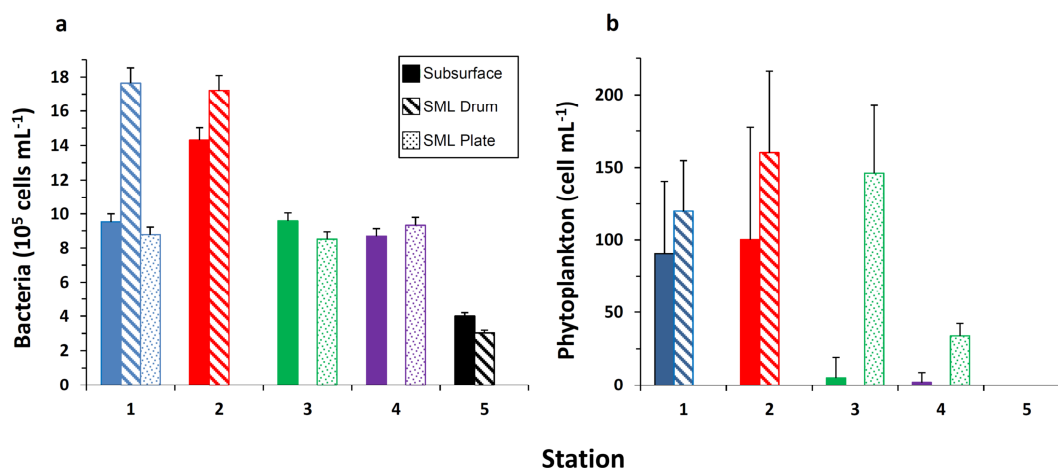 a
Bacteria (10⁵ cells mL⁻¹)
18
16
14
12
10
8
6
4
2
0
Subsurface
SML Drum
SML Plate
1 2 3 4 5
b
Phytoplankton (cell mL⁻¹)
200
150
100
50
0
1 2 3 4 5
Station